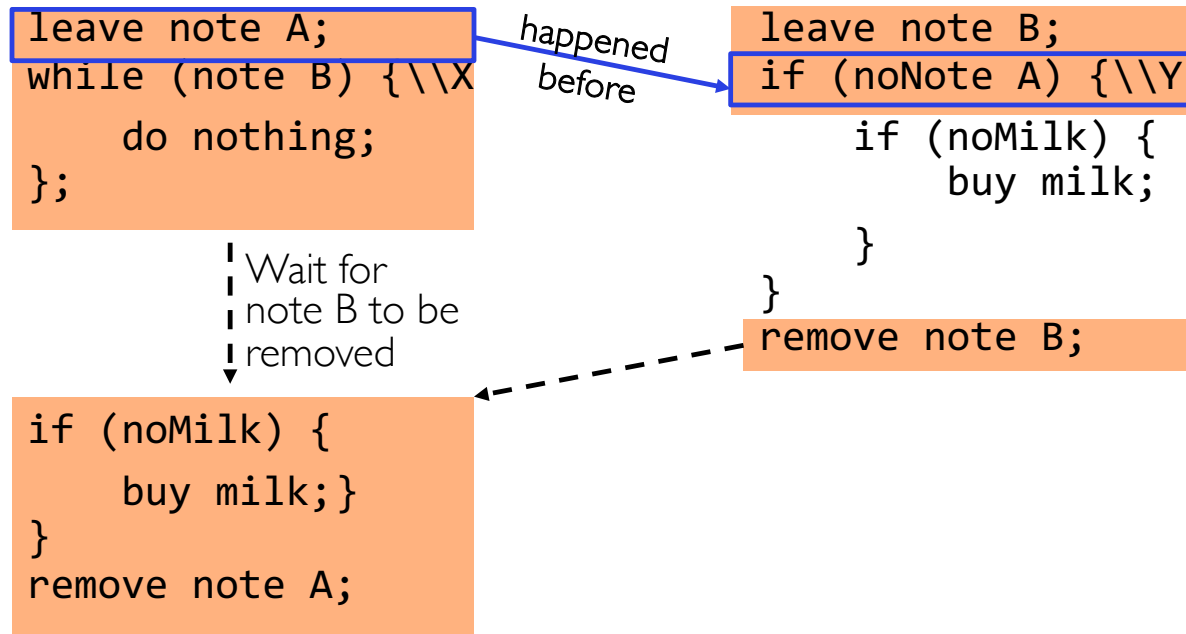 leave note A;
while (note B) {\\X
do nothing;
};
happened
before
leave note B;
if (noNote A) {\\Y
if (noMilk) {
buy milk;
}
}
remove note B;
Wait for
note B to be
removed
if (noMilk) {
buy milk;}
}
remove note A;